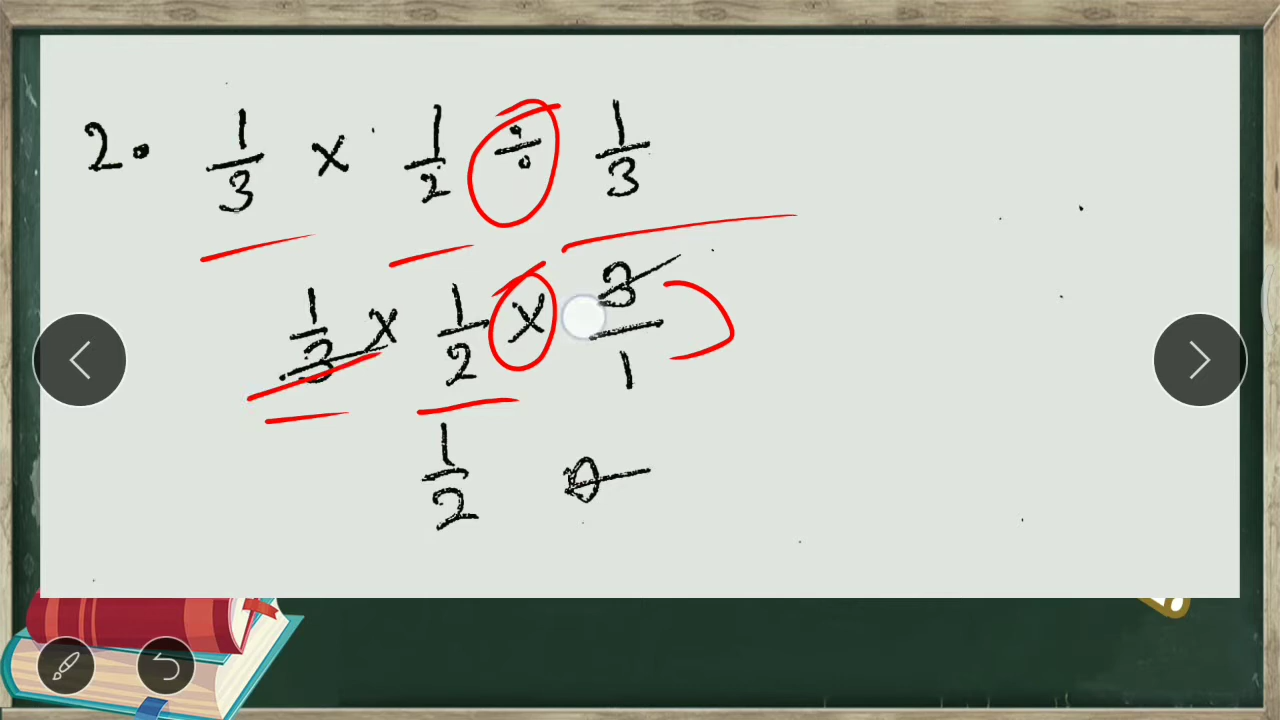 2. 1/3 × 1/2 ÷ 1/3
1/3 × 1/2 × 3/1
1/2